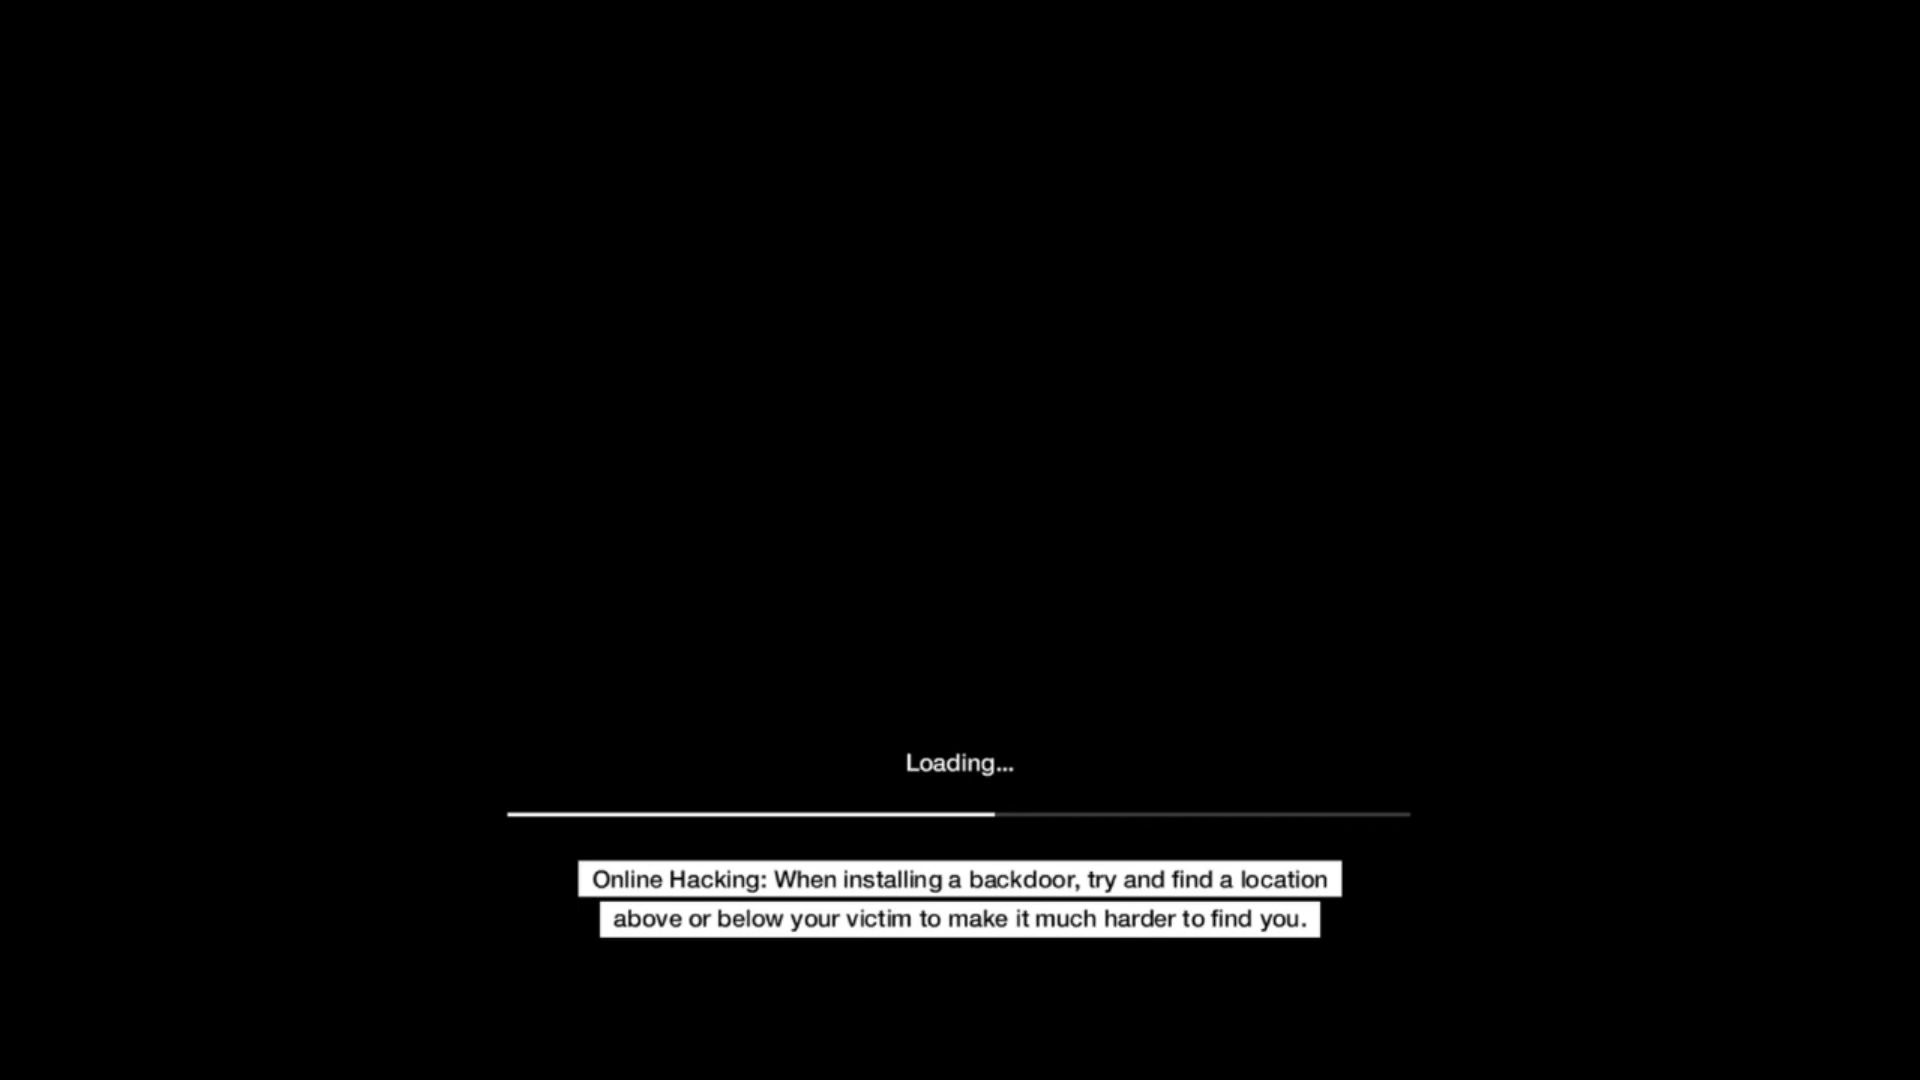 Loading...
Online Hacking: When installing a backdoor, try and find a location
above or below your victim to make it much harder to find you.